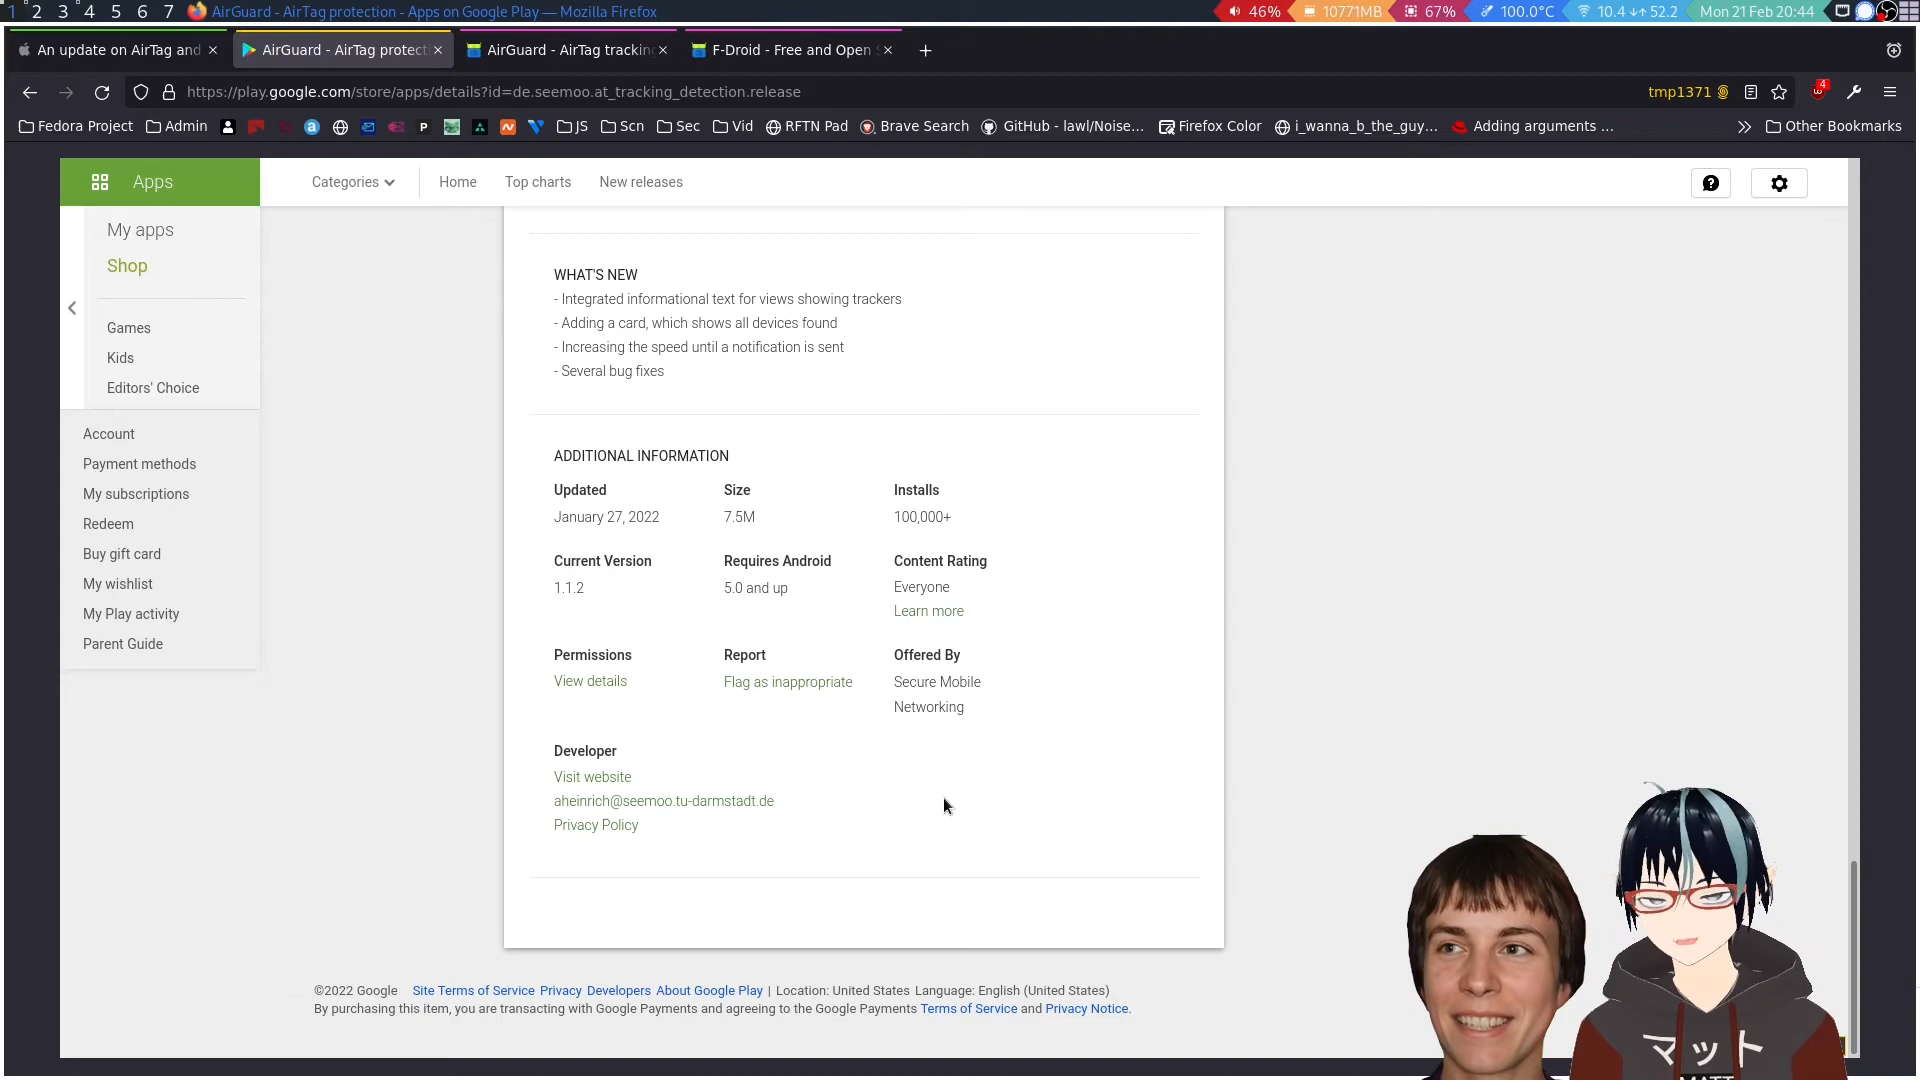 1 2 3 4 5 6 7 AirGuard - AirTag protection - Apps on Google Play — Mozilla Firefox 46% 10771MB 67% 100.0°C 10.4 ↓↑ 52.2 Mon 21 Feb 20:44
An update on AirTag and × AirGuard - AirTag protect × AirGuard - AirTag tracking × F-Droid - Free and Open S × +
https://play.google.com/store/apps/details?id=de.seemoo.at_tracking_detection.release tmp1371 4
Fedora Project Admin JS Scn Sec Vid RFTN Pad Brave Search GitHub - lawl/Noise... Firefox Color i_wanna_b_the_guy... Adding arguments ... Other Bookmarks
Apps Categories Home Top charts New releases
My apps
Shop
Games
Kids
Editors' Choice
Account
Payment methods
My subscriptions
Redeem
Buy gift card
My wishlist
My Play activity
Parent Guide
WHAT'S NEW
- Integrated informational text for views showing trackers
- Adding a card, which shows all devices found
- Increasing the speed until a notification is sent
- Several bug fixes
ADDITIONAL INFORMATION
Updated Size Installs
January 27, 2022 7.5M 100,000+
Current Version Requires Android Content Rating
1.1.2 5.0 and up Everyone
Learn more
Permissions Report Offered By
View details Flag as inappropriate Secure Mobile
Networking
Developer
Visit website
aheinrich@seemoo.tu-darmstadt.de
Privacy Policy
©2022 Google Site Terms of Service Privacy Developers About Google Play | Location: United States Language: English (United States)
By purchasing this item, you are transacting with Google Payments and agreeing to the Google Payments Terms of Service and Privacy Notice.
マット
MATT